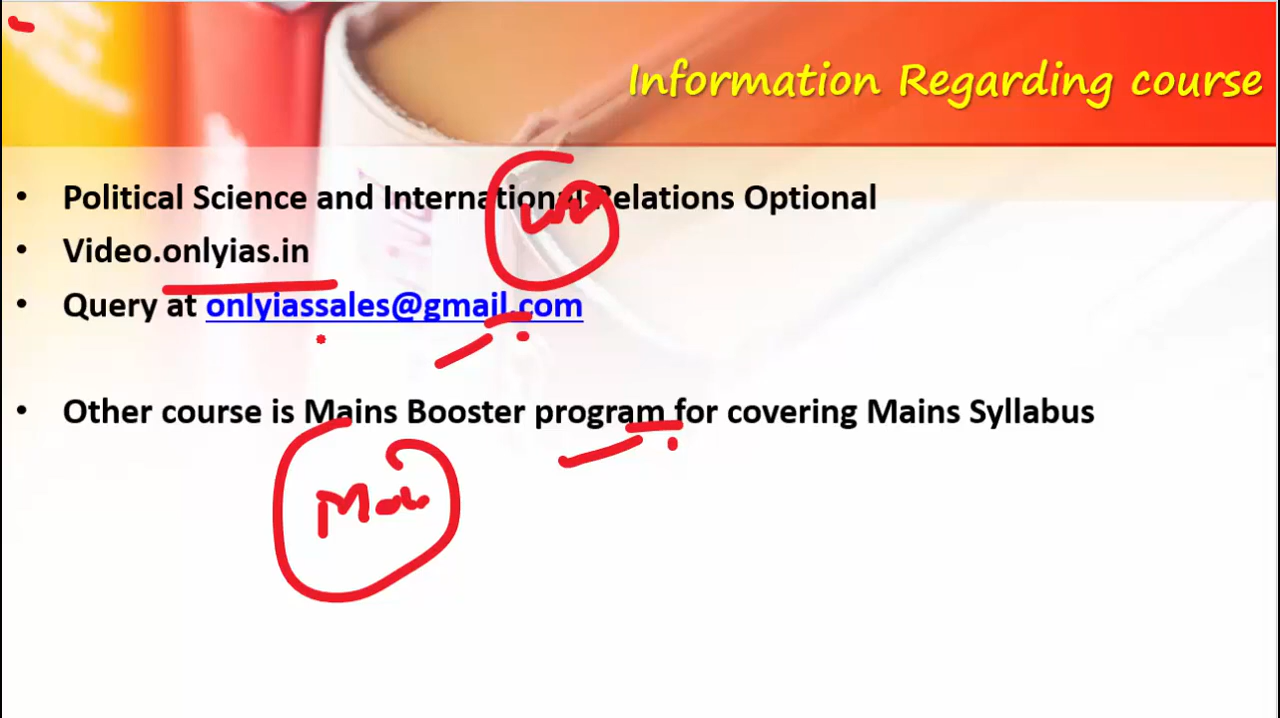 Information Regarding course
• Political Science and International Relations Optional
• Video.onlyias.in
• Query at onlyiassales@gmail.com
• Other course is Mains Booster program for covering Mains Syllabus